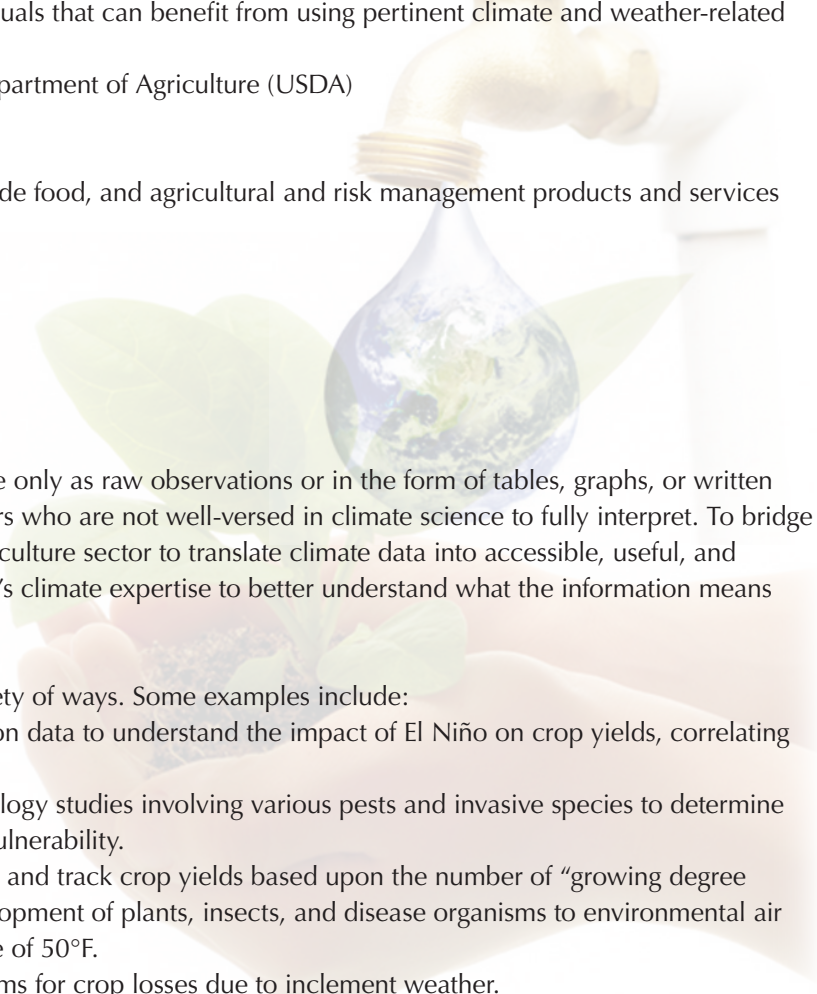 uals that can benefit from using pertinent climate and weather-related
partment of Agriculture (USDA)
de food, and agricultural and risk management products and services
e only as raw observations or in the form of tables, graphs, or written
rs who are not well-versed in climate science to fully interpret. To bridge
culture sector to translate climate data into accessible, useful, and
’s climate expertise to better understand what the information means
ety of ways. Some examples include:
on data to understand the impact of El Niño on crop yields, correlating
logy studies involving various pests and invasive species to determine
ulnerability.
and track crop yields based upon the number of “growing degree
opment of plants, insects, and disease organisms to environmental air
e of 50°F.
ms for crop losses due to inclement weather.